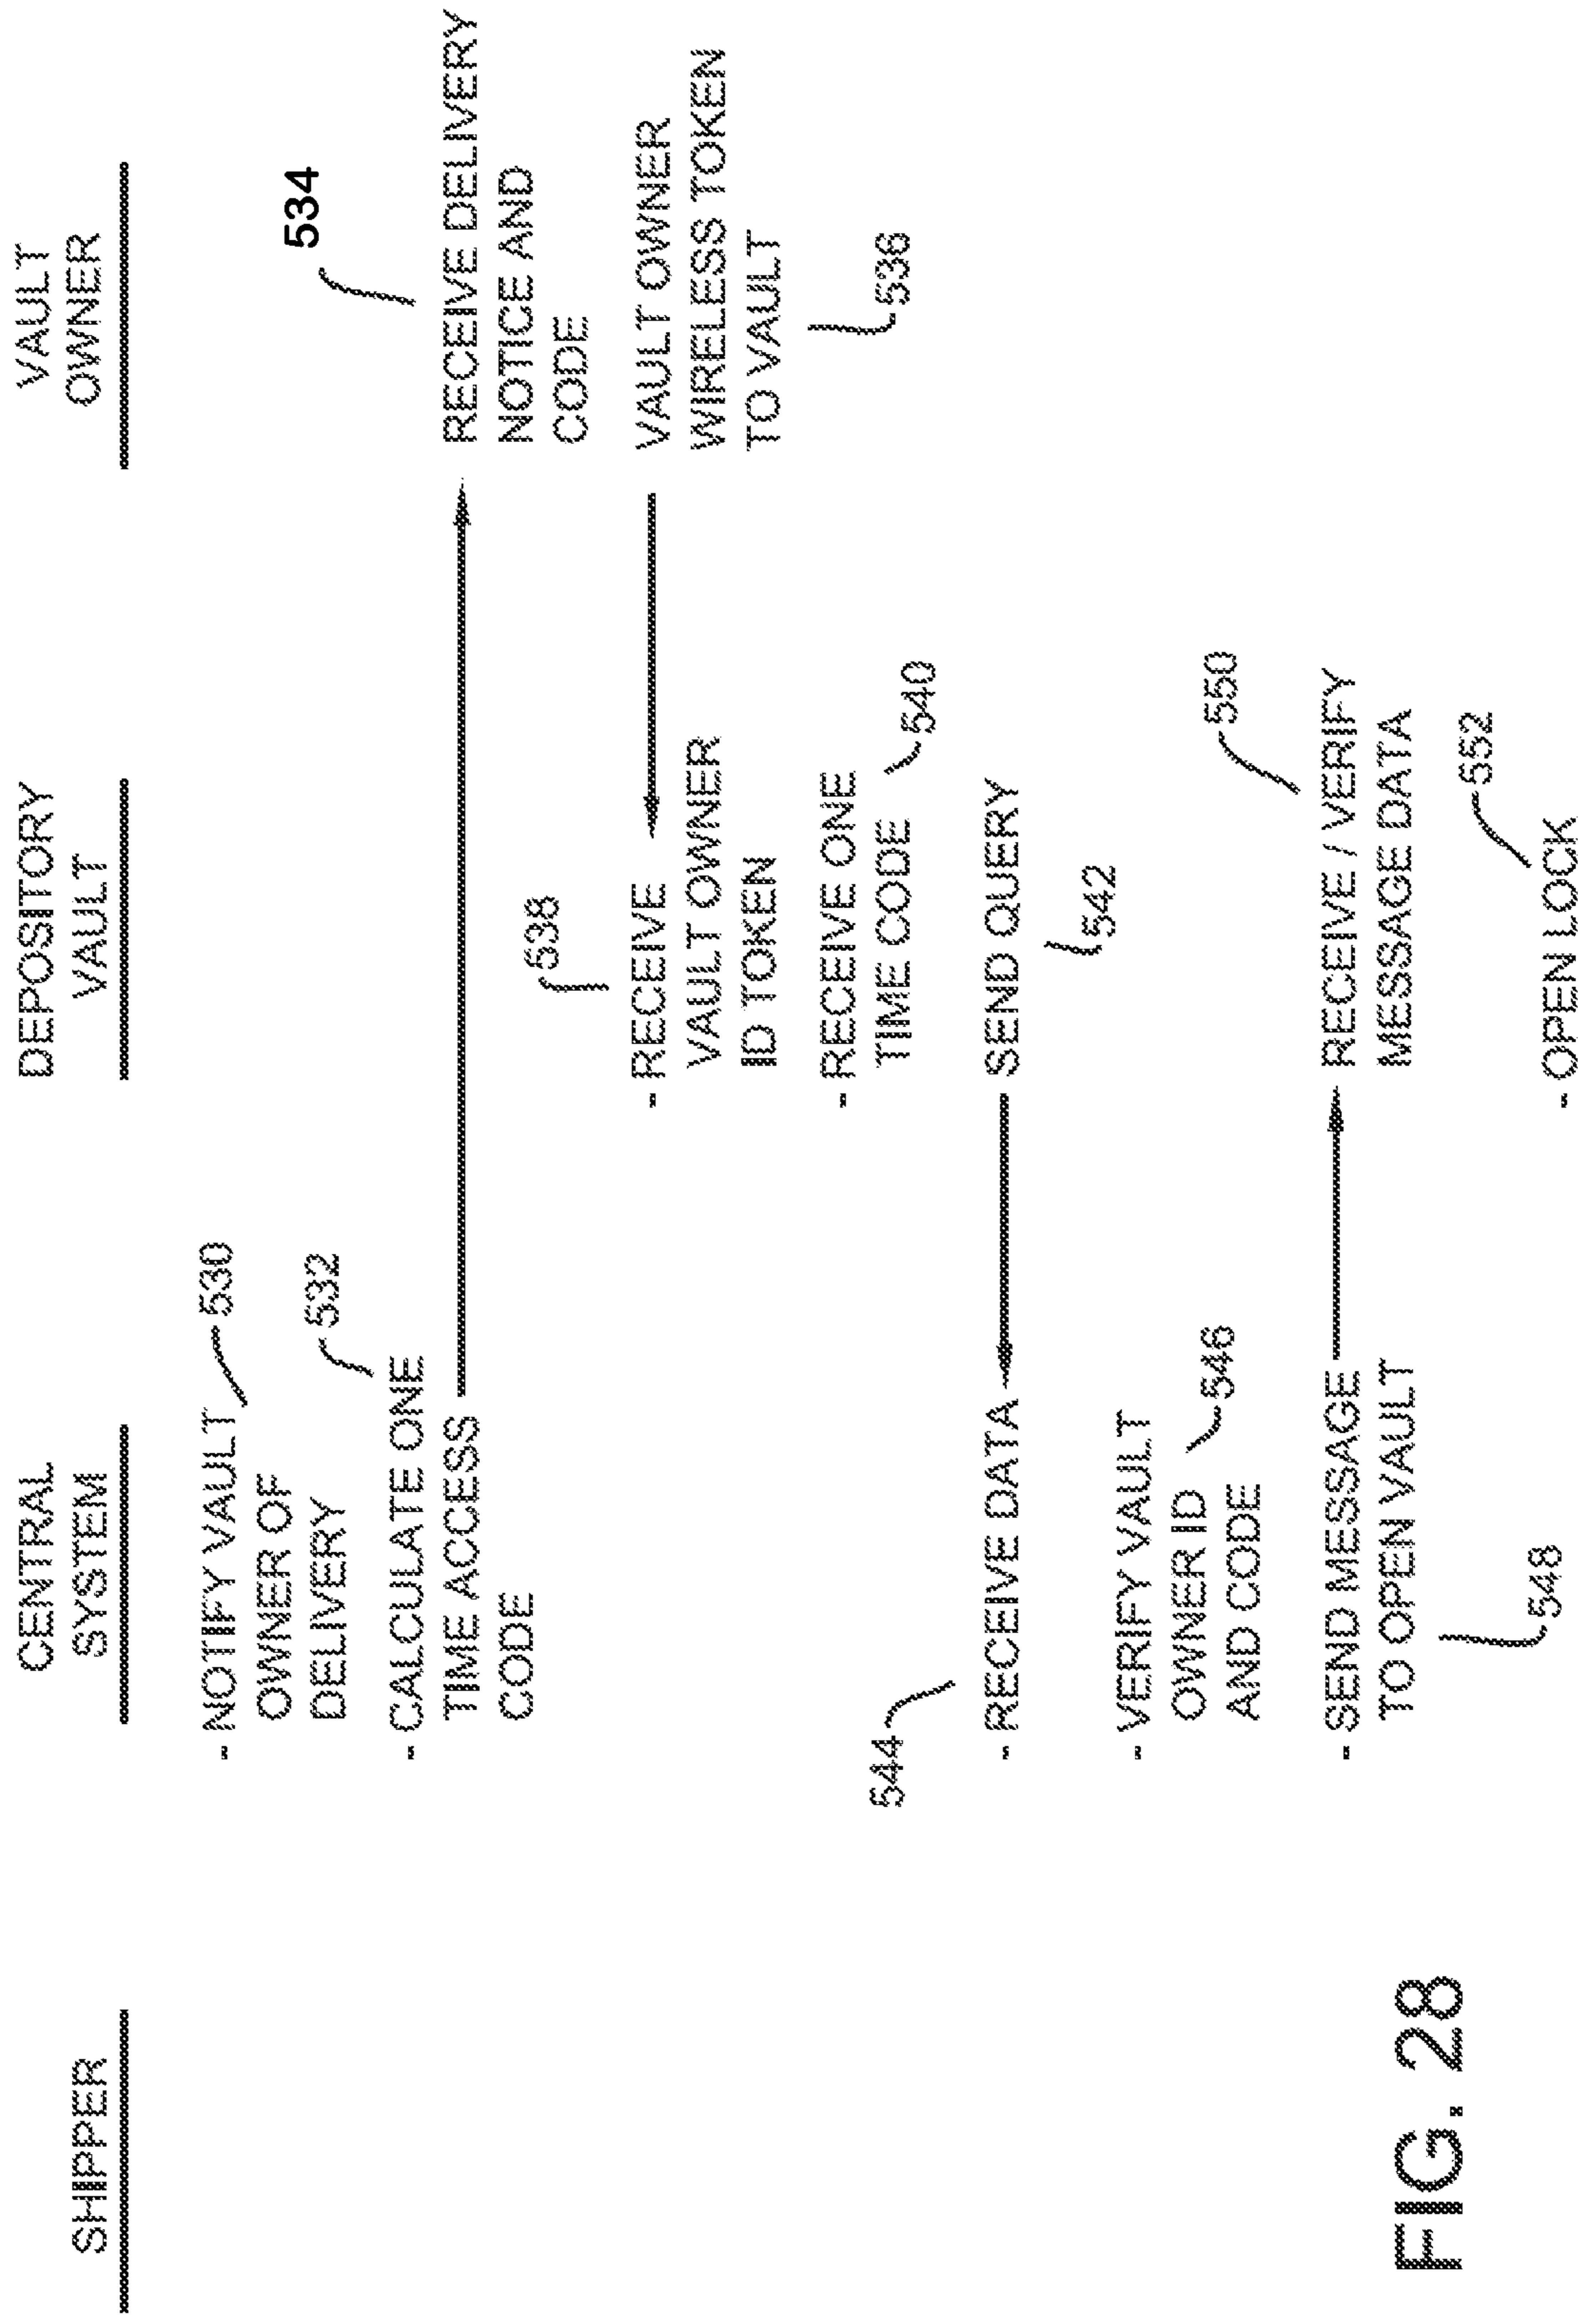 SHIPPER
CENTRAL
SYSTEM
DEPOSITORY
VAULT
VAULT
OWNER
- NOTIFY VAULT
OWNER OF
DELIVERY
530
- CALCULATE ONE
TIME ACCESS
CODE
532
534
RECEIVE DELIVERY
NOTICE AND
CODE
VAULT OWNER
WIRELESS TOKEN
TO VAULT
536
538
- RECEIVE
VAULT OWNER
ID TOKEN
- RECEIVE ONE
TIME CODE
540
SEND QUERY
542
544
- RECEIVE DATA
- VERIFY VAULT
OWNER ID
AND CODE
546
- SEND MESSAGE
TO OPEN VAULT
548
550
RECEIVE / VERIFY
MESSAGE DATA
552
- OPEN LOCK
FIG. 28